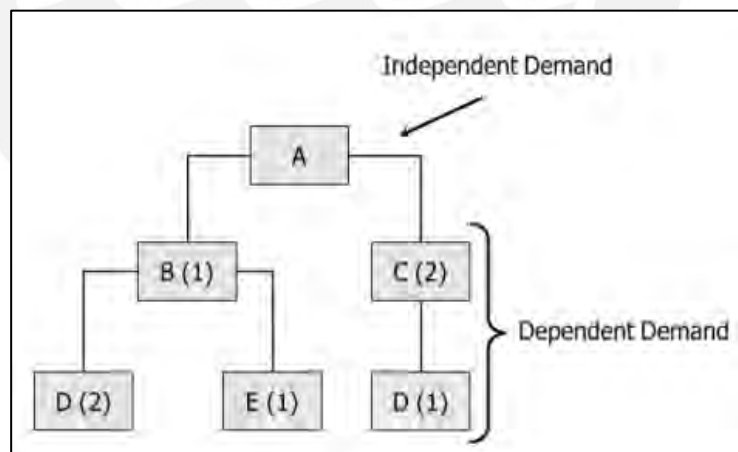 Independent Demand
A
B (1)
C (2)
Dependent Demand
D (2)
E (1)
D (1)